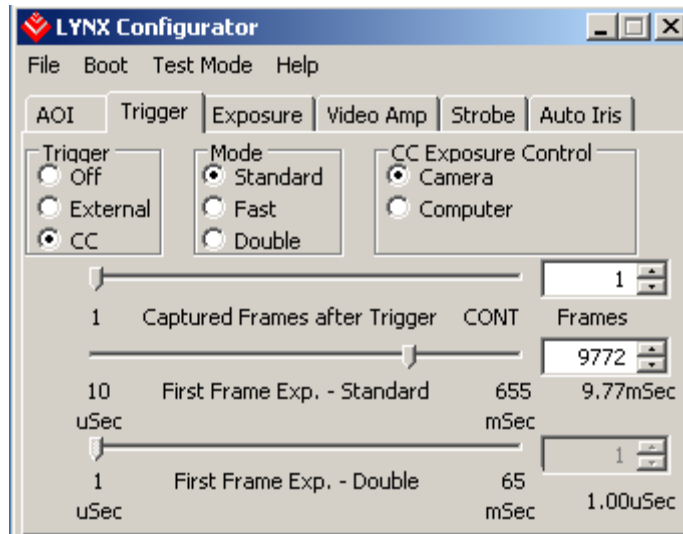 LYNX Configurator
File Boot Test Mode Help
AOI Trigger Exposure Video Amp Strobe Auto Iris
Trigger Mode CC Exposure Control
Off Standard Camera
External Fast Computer
CC Double
1
1 Captured Frames after Trigger CONT Frames
9772
10 First Frame Exp. - Standard 655 9.77mSec
uSec mSec
1
1 First Frame Exp. - Double 65 1.00uSec
uSec mSec